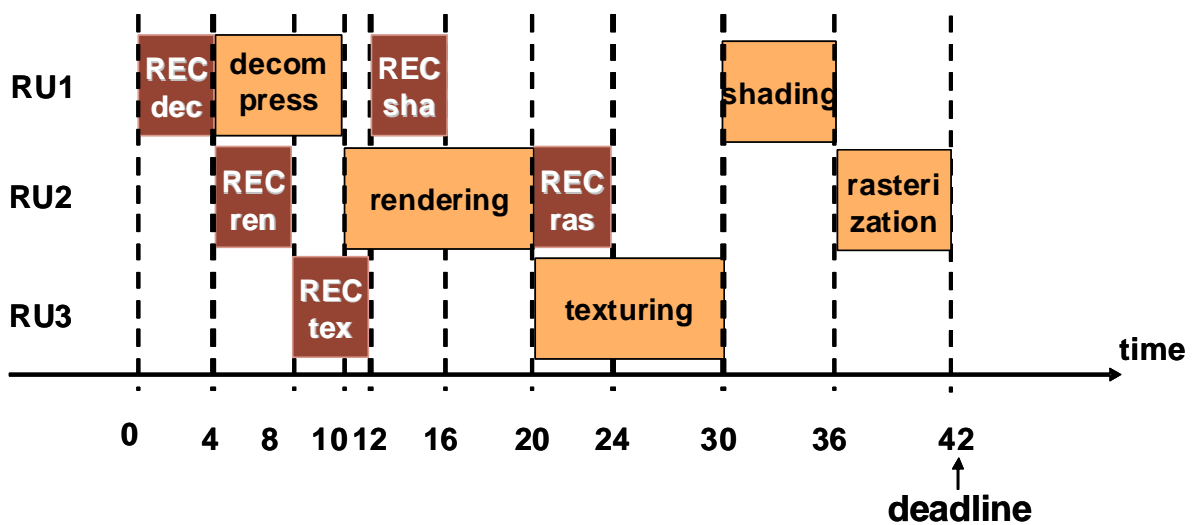 RU1
REC
dec
decom
press
REC
sha
shading
RU2
REC
ren
rendering
REC
ras
rasteri
zation
RU3
REC
tex
texturing
time
0 4 8 10 12 16 20 24 30 36 42
deadline